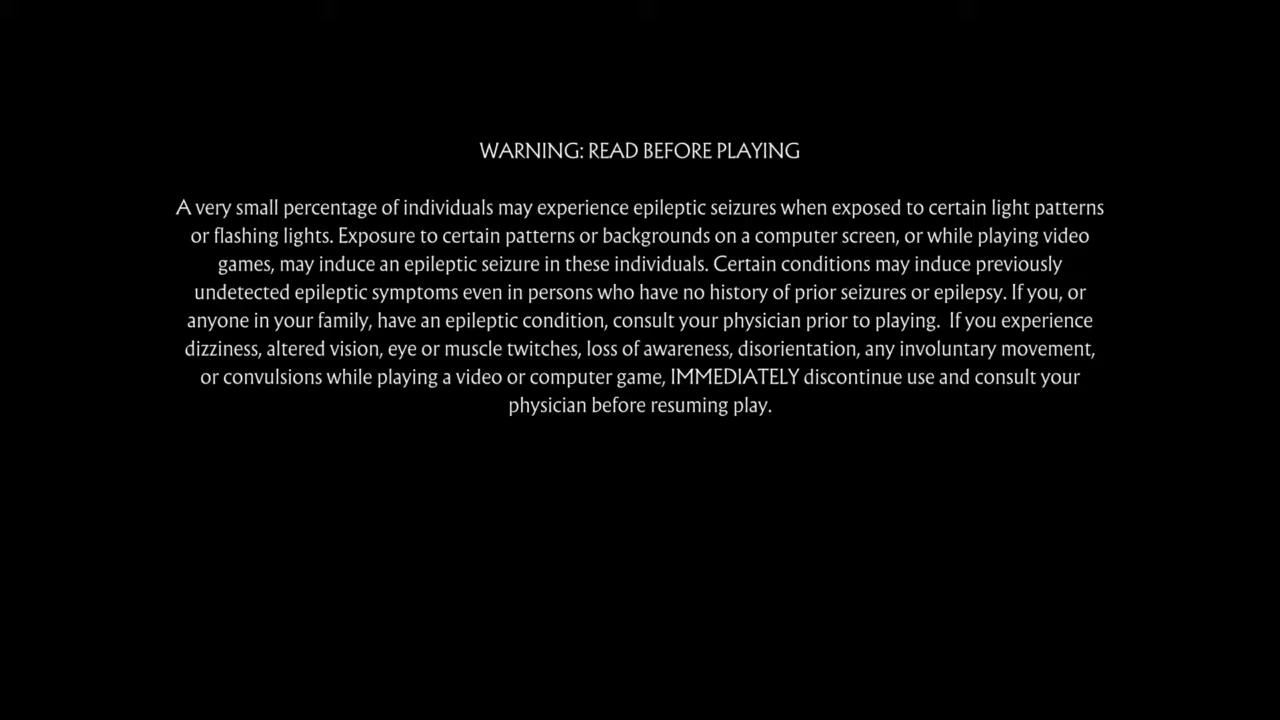 WARNING: READ BEFORE PLAYING
A very small percentage of individuals may experience epileptic seizures when exposed to certain light patterns
or flashing lights. Exposure to certain patterns or backgrounds on a computer screen, or while playing video
games, may induce an epileptic seizure in these individuals. Certain conditions may induce previously
undetected epileptic symptoms even in persons who have no history of prior seizures or epilepsy. If you, or
anyone in your family, have an epileptic condition, consult your physician prior to playing.  If you experience
dizziness, altered vision, eye or muscle twitches, loss of awareness, disorientation, any involuntary movement,
or convulsions while playing a video or computer game, IMMEDIATELY discontinue use and consult your
physician before resuming play.